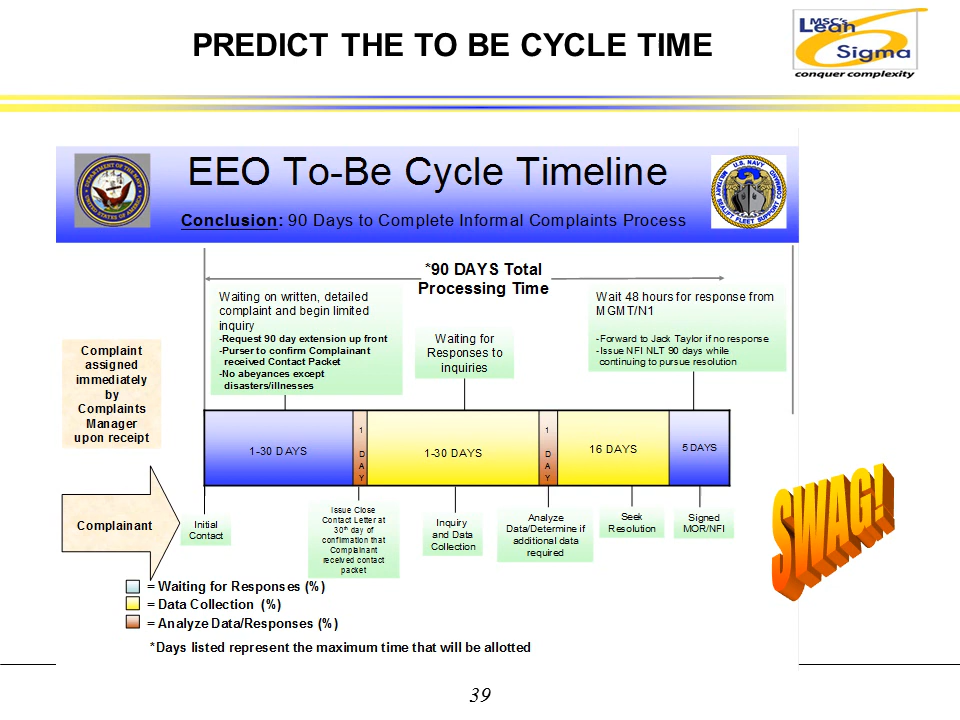 PREDICT THE TO BE CYCLE TIME
MSC's
Lean
Sigma
conquer complexity
EEO To-Be Cycle Timeline
Conclusion: 90 Days to Complete Informal Complaints Process
*90 DAYS Total
Processing Time
Waiting on written, detailed
complaint and begin limited
inquiry
-Request 90 day extension up front
-Purser to confirm Complainant
received Contact Packet
-No abeyances except
disasters/illnesses
Waiting for
Responses to
inquiries
Wait 48 hours for response from
MGMT/N1
-Forward to Jack Taylor if no response
-Issue NFI NLT 90 days while
continuing to pursue resolution
Complaint
assigned
immediately
by
Complaints
Manager
upon receipt
1-30 DAYS
1
D
A
Y
1-30 DAYS
1
D
A
Y
16 DAYS
5 DAYS
Complainant
Initial
Contact
Issue Close
Contact Letter at
30th day of
confirmation that
Complainant
received contact
packet
Inquiry
and Data
Collection
Analyze
Data/Determine if
additional data
required
Seek
Resolution
Signed
MOR/NFI
SWAG!
= Waiting for Responses (%)
= Data Collection (%)
= Analyze Data/Responses (%)
*Days listed represent the maximum time that will be allotted
39